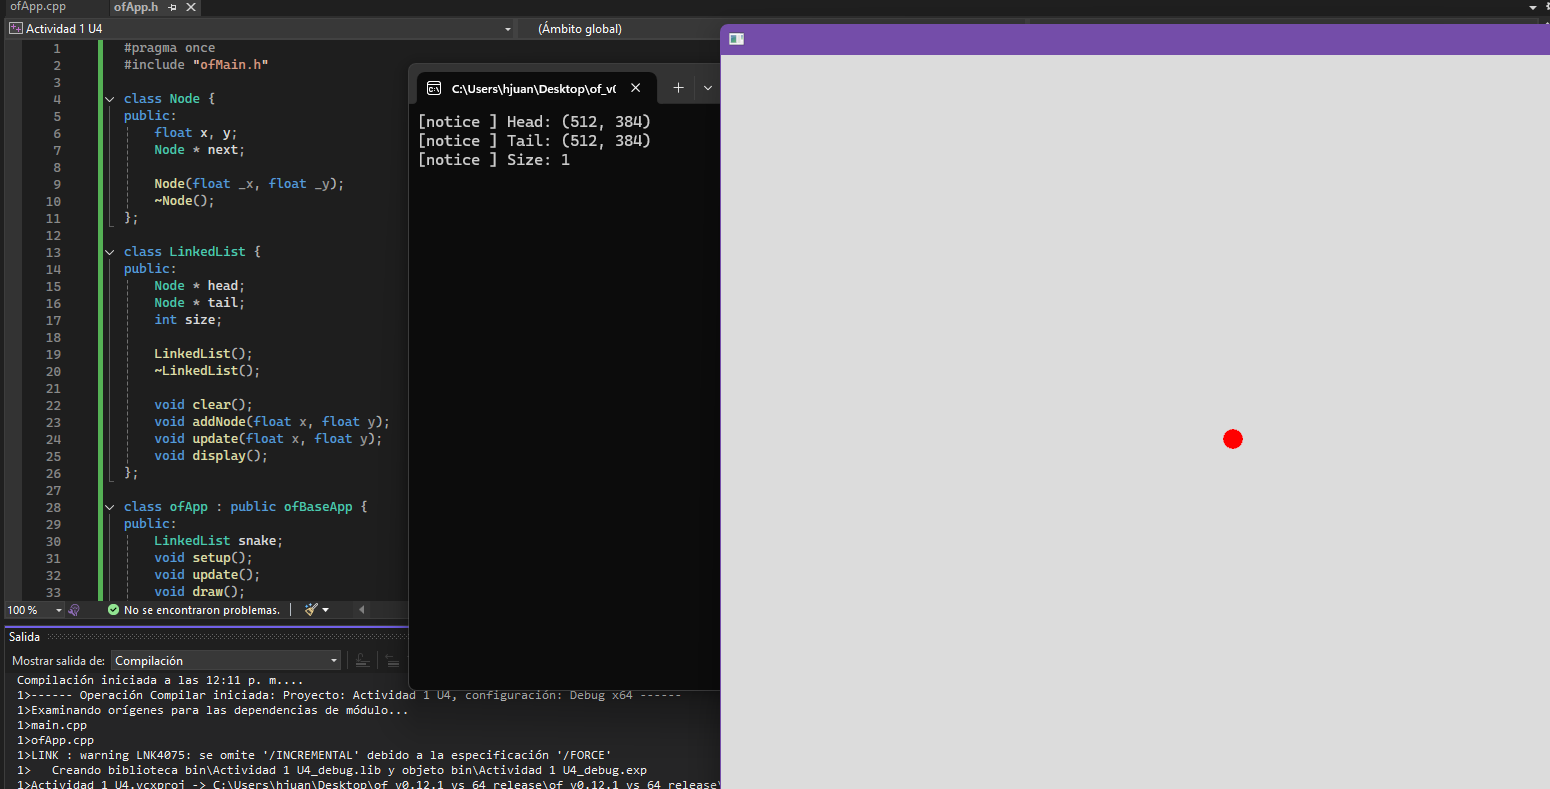 ofApp.cpp
ofApp.h
Actividad 1 U4
(Ámbito global)
1 #pragma once
2 #include "ofMain.h"
3
4 class Node {
5 public:
6 float x, y;
7 Node * next;
8
9 Node(float _x, float _y);
10 ~Node();
11 };
12
13 class LinkedList {
14 public:
15 Node * head;
16 Node * tail;
17 int size;
18
19 LinkedList();
20 ~LinkedList();
21
22 void clear();
23 void addNode(float x, float y);
24 void update(float x, float y);
25 void display();
26 };
27
28 class ofApp : public ofBaseApp {
29 public:
30 LinkedList snake;
31 void setup();
32 void update();
33 void draw();
100 %
No se encontraron problemas.
C:\Users\hjuan\Desktop\of_v0
[notice ] Head: (512, 384)
[notice ] Tail: (512, 384)
[notice ] Size: 1
Salida
Mostrar salida de: Compilación
Compilación iniciada a las 12:11 p. m....
1>------ Operación Compilar iniciada: Proyecto: Actividad 1 U4, configuración: Debug x64 ------
1>Examinando orígenes para las dependencias de módulo...
1>main.cpp
1>ofApp.cpp
1>LINK : warning LNK4075: se omite '/INCREMENTAL' debido a la especificación '/FORCE'
1> Creando biblioteca bin\Actividad 1 U4_debug.lib y objeto bin\Actividad 1 U4_debug.exp
1>Actividad 1 U4.vcxproj -> C:\Users\hjuan\Desktop\of_v0.12.1_vs_64_release\of_v0.12.1_vs_64_release\